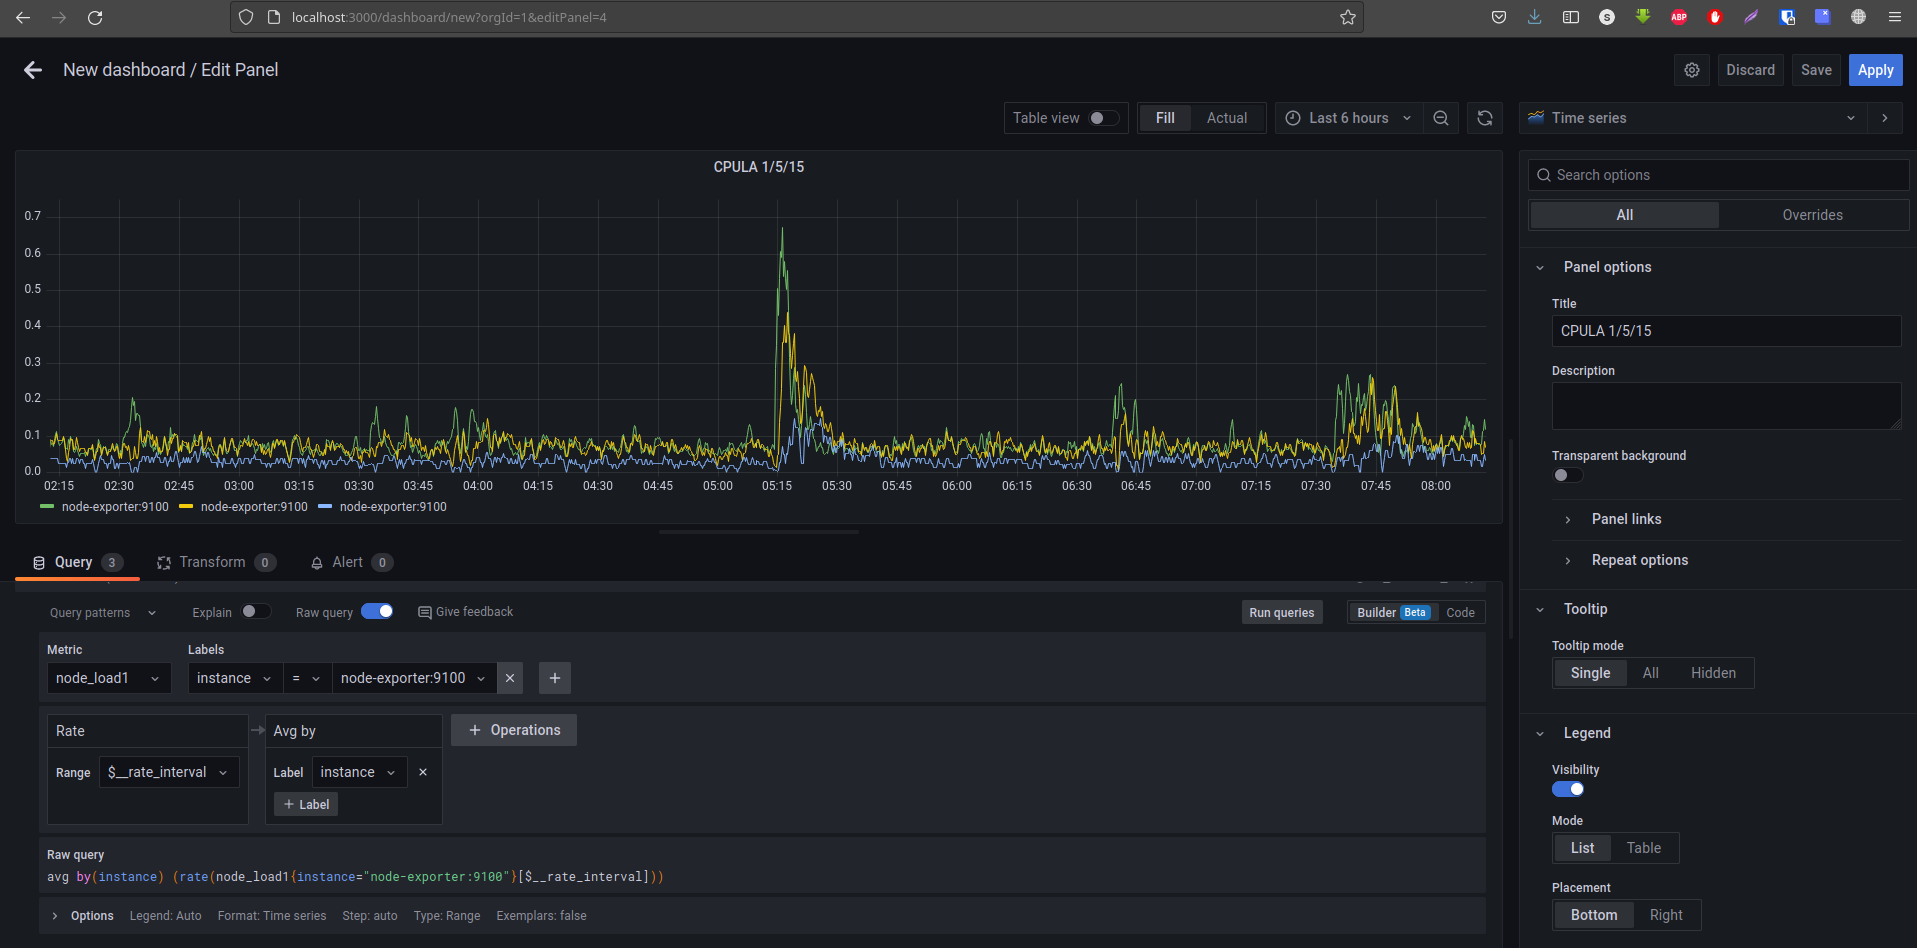 localhost:3000/dashboard/new?orgId=1&editPanel=4
S
ABP
New dashboard / Edit Panel
Discard
Save
Apply
Table view
Fill
Actual
Last 6 hours
Time series
CPULA 1/5/15
0.7
0.6
0.5
0.4
0.3
0.2
0.1
0.0
02:15 02:30 02:45 03:00 03:15 03:30 03:45 04:00 04:15 04:30 04:45 05:00 05:15 05:30 05:45 06:00 06:15 06:30 06:45 07:00 07:15 07:30 07:45 08:00
node-exporter:9100 node-exporter:9100 node-exporter:9100
Query 3
Transform 0
Alert 0
Query patterns
Explain
Raw query
Give feedback
Run queries
Builder Beta
Code
Metric
Labels
node_load1
instance
=
node-exporter:9100
+
Rate
Range
$__rate_interval
Avg by
Label
instance
+ Label
+ Operations
Raw query
avg by(instance) (rate(node_load1{instance="node-exporter:9100"}[$__rate_interval]))
Options Legend: Auto Format: Time series Step: auto Type: Range Exemplars: false
Search options
All
Overrides
Panel options
Title
CPULA 1/5/15
Description
Transparent background
Panel links
Repeat options
Tooltip
Tooltip mode
Single All Hidden
Legend
Visibility
Mode
List Table
Placement
Bottom Right